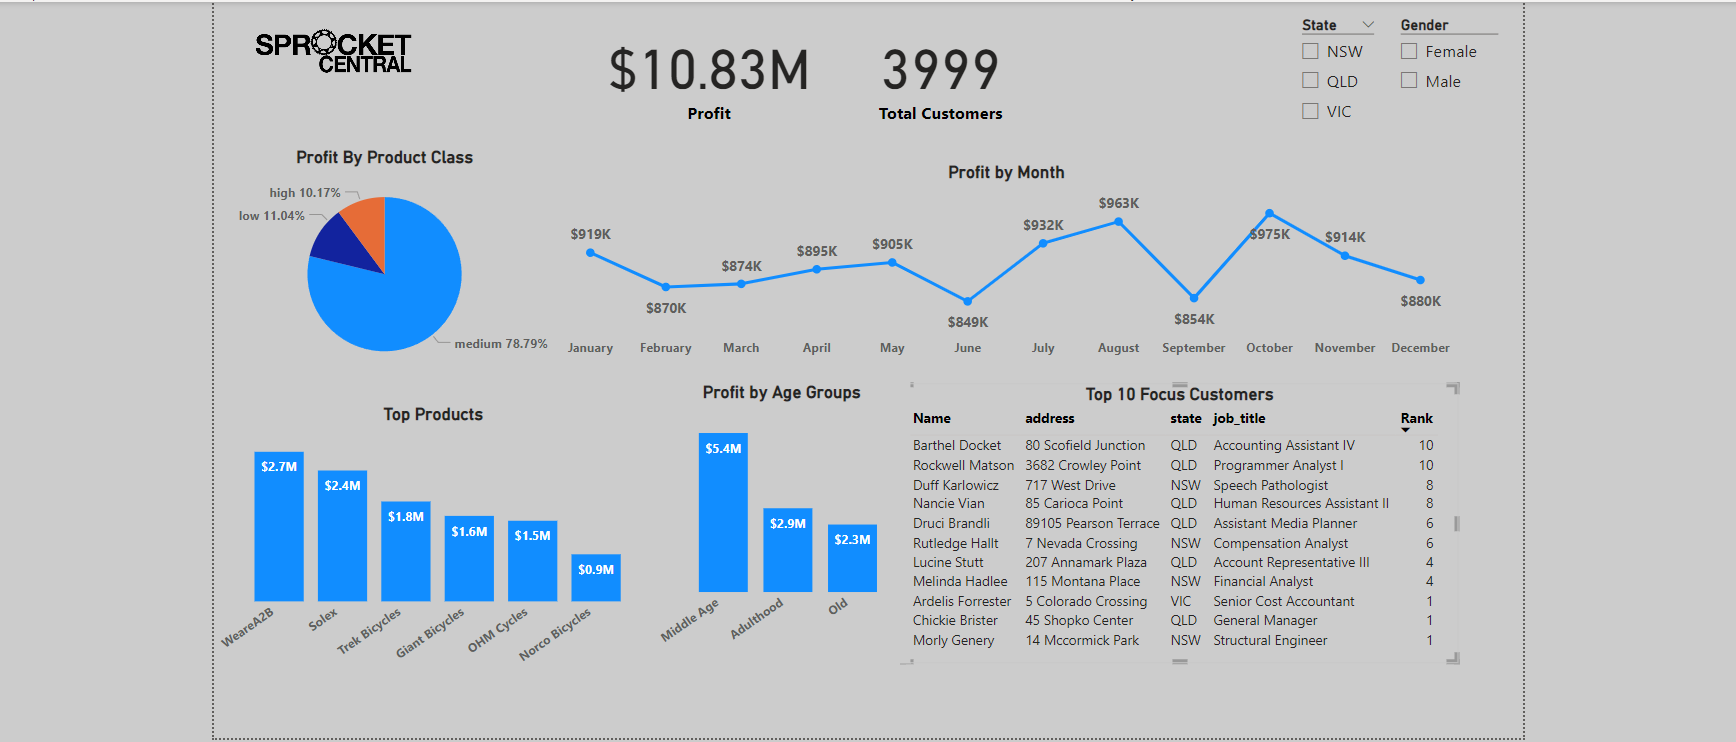 SPROCKET
CENTRAL
$10.83M
Profit
3999
Total Customers
State
NSW
QLD
VIC
Gender
Female
Male
Profit By Product Class
high 10.17%
low 11.04%
medium 78.79%
Profit by Month
$919K
$870K
$874K
$895K
$905K
$849K
$932K
$963K
$854K
$975K
$914K
$880K
January February March April May June July August September October November December
Top Products
$2.7M
$2.4M
$1.8M
$1.6M
$1.5M
$0.9M
WeareA2B
Solex
Trek Bicycles
Giant Bicycles
OHM Cycles
Norco Bicycles
Profit by Age Groups
$5.4M
$2.9M
$2.3M
Middle Age
Adulthood
Old
Top 10 Focus Customers
Name address state job_title Rank
Barthel Docket 80 Scofield Junction QLD Accounting Assistant IV 10
Rockwell Matson 3682 Crowley Point QLD Programmer Analyst I 10
Duff Karlowicz 717 West Drive NSW Speech Pathologist 8
Nancie Vian 85 Carioca Point QLD Human Resources Assistant II 8
Druci Brandli 89105 Pearson Terrace QLD Assistant Media Planner 6
Rutledge Hallt 7 Nevada Crossing NSW Compensation Analyst 6
Lucine Stutt 207 Annamark Plaza QLD Account Representative III 4
Melinda Hadlee 115 Montana Place NSW Financial Analyst 4
Ardelis Forrester 5 Colorado Crossing VIC Senior Cost Accountant 1
Chickie Brister 45 Shopko Center QLD General Manager 1
Morly Genery 14 Mccormick Park NSW Structural Engineer 1